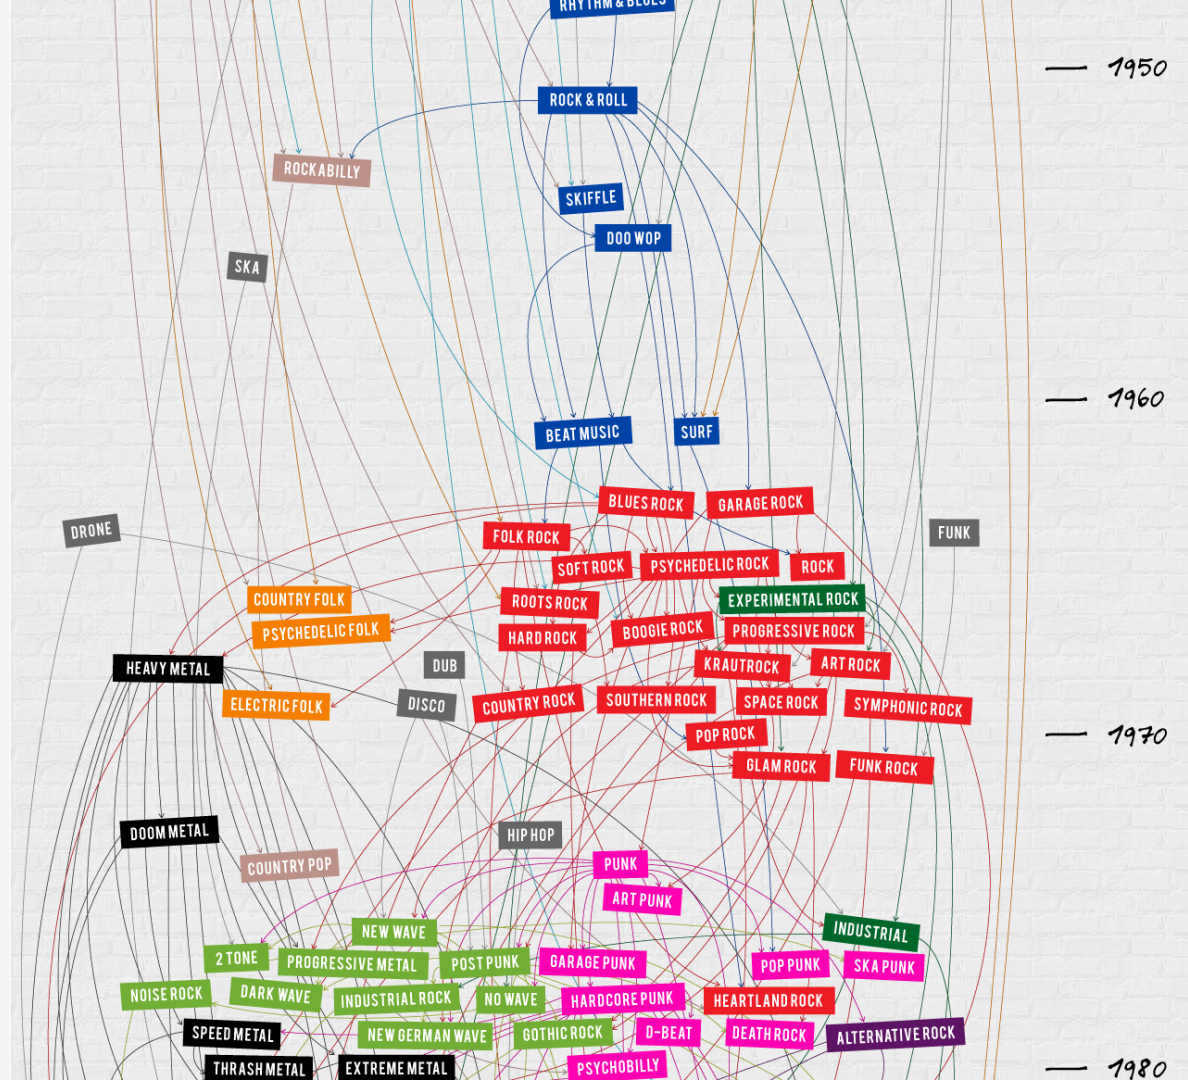 RHYTHM & BLUES
1950
ROCK & ROLL
ROCKABILLY
SKIFFLE
DOO WOP
SKA
1960
BEAT MUSIC
SURF
BLUES ROCK
GARAGE ROCK
DRONE
FOLK ROCK
FUNK
SOFT ROCK
PSYCHEDELIC ROCK
ROCK
COUNTRY FOLK
ROOTS ROCK
EXPERIMENTAL ROCK
PSYCHEDELIC FOLK
HARD ROCK
BOOGIE ROCK
PROGRESSIVE ROCK
HEAVY METAL
DUB
KRAUTROCK
ART ROCK
ELECTRIC FOLK
DISCO
COUNTRY ROCK
SOUTHERN ROCK
SPACE ROCK
SYMPHONIC ROCK
POP ROCK
1970
GLAM ROCK
FUNK ROCK
DOOM METAL
HIP HOP
COUNTRY POP
PUNK
ART PUNK
NEW WAVE
INDUSTRIAL
2 TONE
PROGRESSIVE METAL
POST PUNK
GARAGE PUNK
POP PUNK
SKA PUNK
NOISE ROCK
DARK WAVE
INDUSTRIAL ROCK
NO WAVE
HARDCORE PUNK
HEARTLAND ROCK
SPEED METAL
NEW GERMAN WAVE
GOTHIC ROCK
D-BEAT
DEATH ROCK
ALTERNATIVE ROCK
THRASH METAL
EXTREME METAL
PSYCHOBILLY
1980